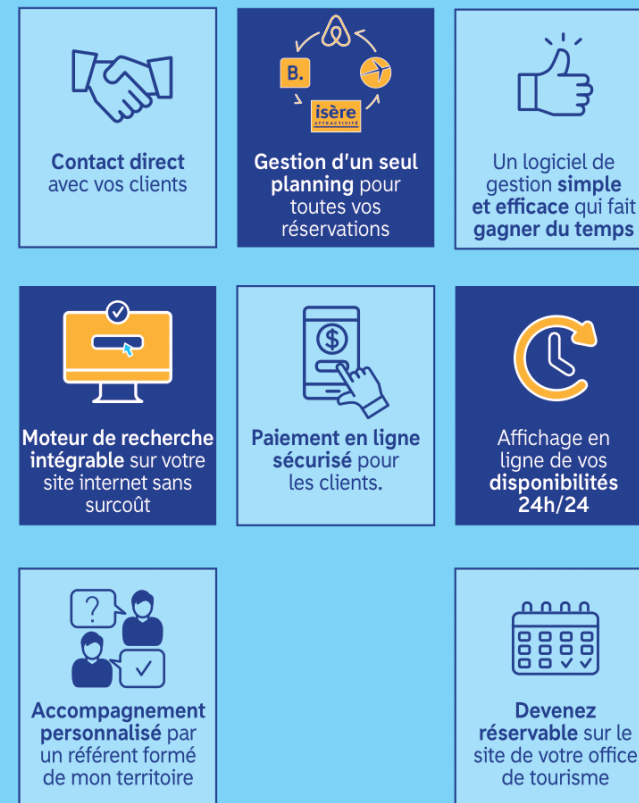 Contact direct
avec vos clients
B.
isère
ATTRACTIVITÉ
Gestion d'un seul
planning pour
toutes vos
réservations
Un logiciel de
gestion simple
et efficace qui fait
gagner du temps
Moteur de recherche
intégrable sur votre
site internet sans
surcoût
$
Paiement en ligne
sécurisé pour
les clients.
Affichage en
ligne de vos
disponibilités
24h/24
?
Accompagnement
personnalisé par
un référent formé
de mon territoire
Devenez
réservable sur le
site de votre office
de tourisme